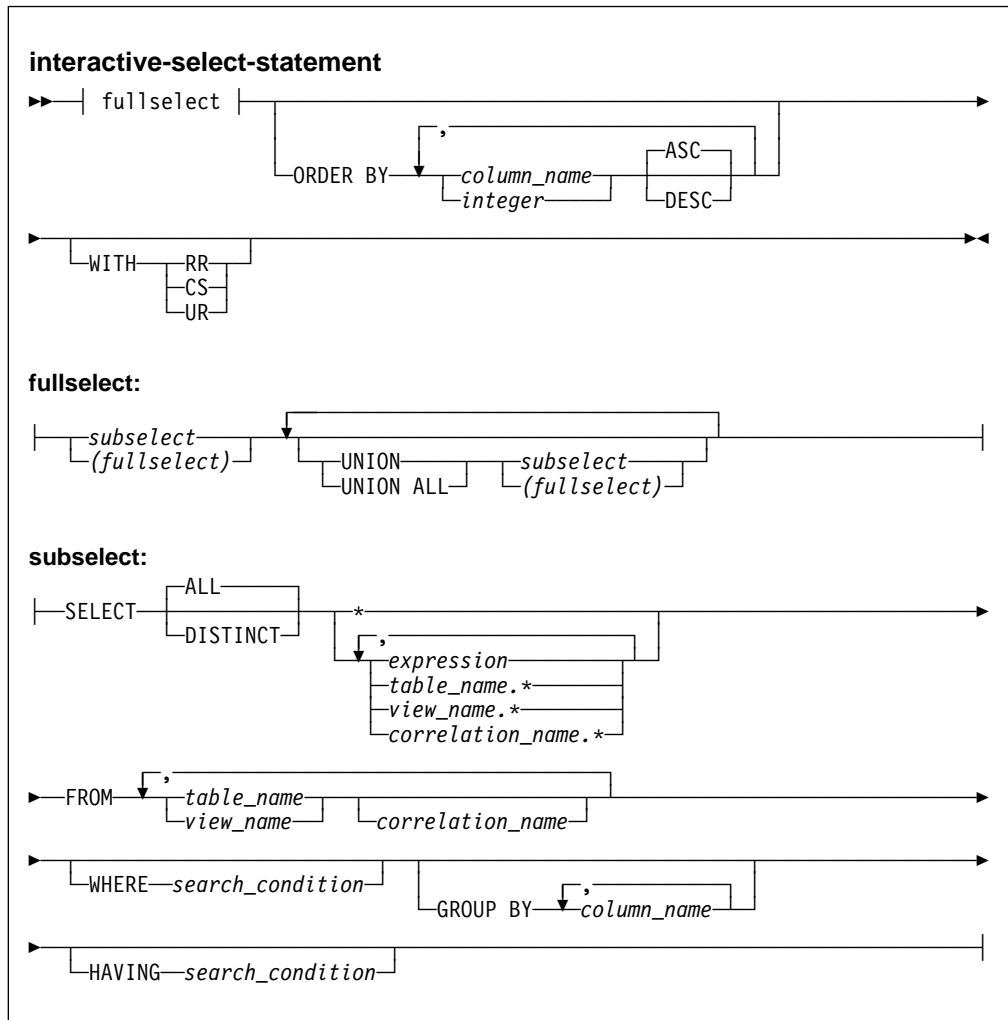 interactive-select-statement
fullselect
,
ASC
ORDER BY column_name
integer DESC
WITH RR
CS
UR
fullselect:
subselect
(fullselect)
UNION subselect
UNION ALL (fullselect)
subselect:
ALL
SELECT *
DISTINCT ,
expression
table_name.*
view_name.*
correlation_name.*
,
FROM table_name
view_name correlation_name
WHERE search_condition ,
GROUP BY column_name
HAVING search_condition